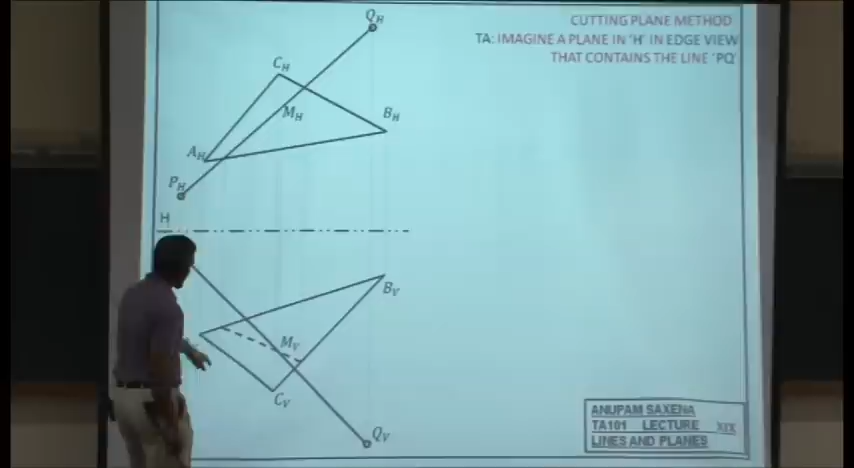 CUTTING PLANE METHOD
TA: IMAGINE A PLANE IN 'H' IN EDGE VIEW
THAT CONTAINS THE LINE 'PQ'
Q_H
C_H
M_H
B_H
A_H
P_H
H
B_V
M_V
C_V
Q_V
ANUPAM SAXENA
TA101 LECTURE XIX
LINES AND PLANES